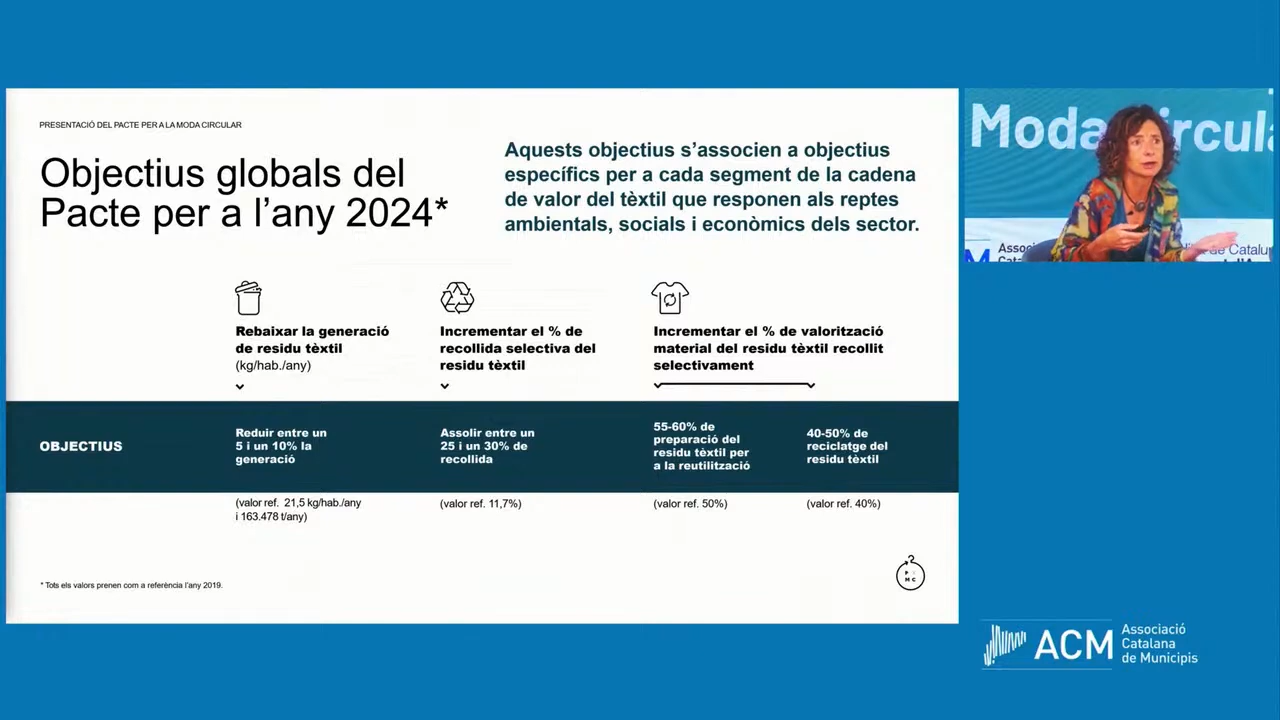 PRESENTACIÓ DEL PACTE PER A LA MODA CIRCULAR
Objectius globals del
Pacte per a l’any 2024*
Aquests objectius s’associen a objectius
específics per a cada segment de la cadena
de valor del tèxtil que responen als reptes
ambientals, socials i econòmics dels sector.
Rebaixar la generació
de residu tèxtil
(kg/hab./any)
Incrementar el % de
recollida selectiva del
residu tèxtil
Incrementar el % de valorització
material del residu tèxtil recollit
selectivament
OBJECTIUS
Reduir entre un
5 i un 10% la
generació
Assolir entre un
25 i un 30% de
recollida
55-60% de
preparació del
residu tèxtil per
a la reutilització
40-50% de
reciclatge del
residu tèxtil
(valor ref. 21,5 kg/hab./any
i 163.478 t/any)
(valor ref. 11,7%)
(valor ref. 50%)
(valor ref. 40%)
* Tots els valors prenen com a referència l’any 2019.
Moda
M
Associ
de Catalu
ACM
Associació
Catalana
de Municipis